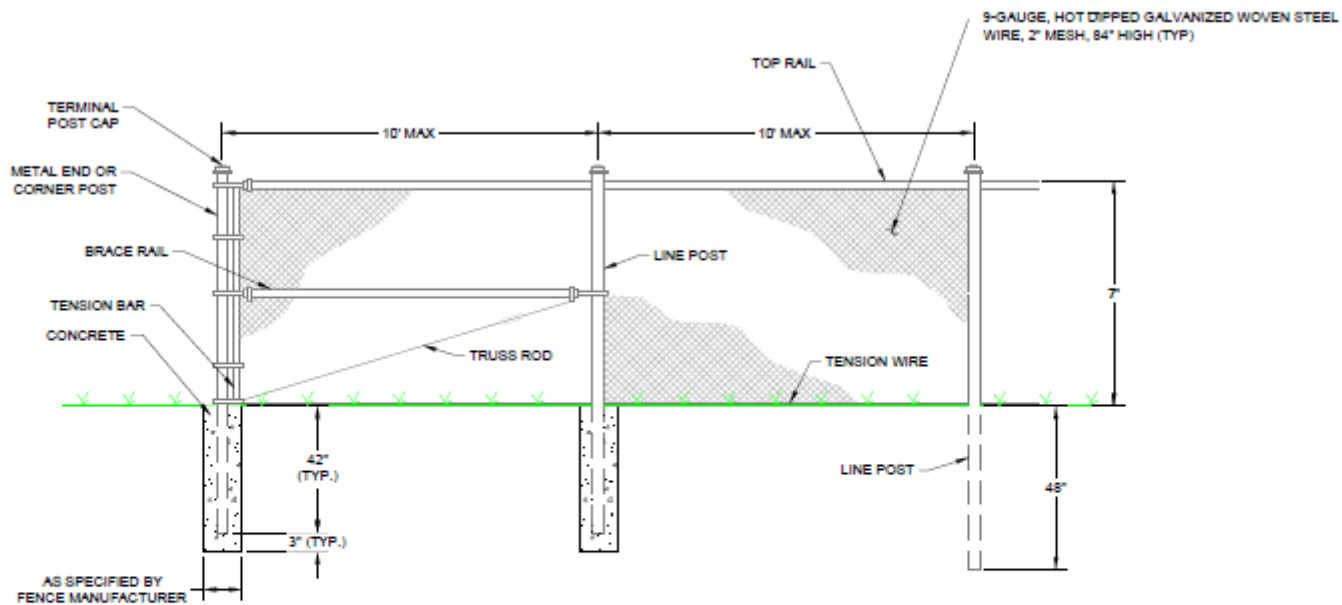 9-GAUGE, HOT DIPPED GALVANIZED WOVEN STEEL
WIRE, 2" MESH, 84" HIGH (TYP)
TOP RAIL
TERMINAL
POST CAP
10' MAX
10' MAX
METAL END OR
CORNER POST
BRACE RAIL
LINE POST
7'
TENSION BAR
CONCRETE
TRUSS ROD
TENSION WIRE
42"
(TYP.)
LINE POST
48"
3" (TYP.)
AS SPECIFIED BY
FENCE MANUFACTURER